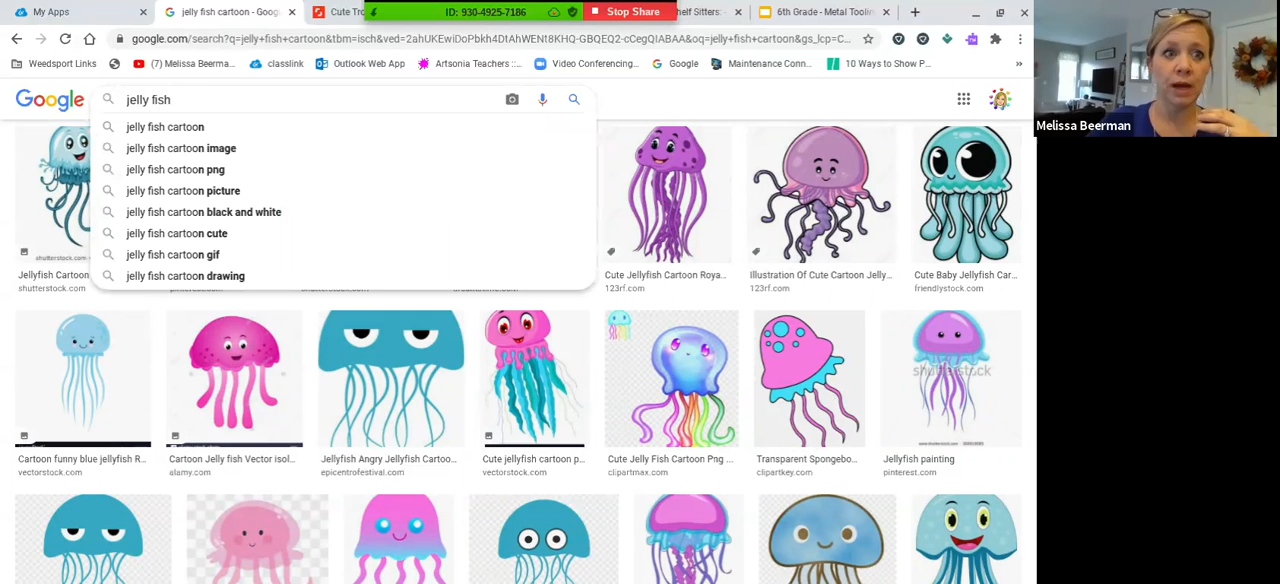 My Apps
jelly fish cartoon - Goog
Cute Tro
ID: 930-4925-7186
Stop Share
helf Sitters: -
6th Grade - Metal Toolin
google.com/search?q=jelly+fish+cartoon&tbm=isch&ved=2ahUKEwiDoPbkh4DtAhWENt8KHQ-GBQEQ2-cCegQIABAA&oq=jelly+fish+cartoon&gs_lcp=C...
Weedsport Links
(7) Melissa Beerma...
classlink
Outlook Web App
Artsonia Teachers ::...
Video Conferencing...
Google
Maintenance Conn...
10 Ways to Show P...
»
Google
jelly fish
Melissa Beerman
jelly fish cartoon
jelly fish cartoon image
jelly fish cartoon png
jelly fish cartoon picture
jelly fish cartoon black and white
jelly fish cartoon cute
jelly fish cartoon gif
jelly fish cartoon drawing
Jellyfish Cartoon
shutterstock.com
Cute Jellyfish Cartoon Roya...
123rf.com
Illustration Of Cute Cartoon Jelly...
123rf.com
Cute Baby Jellyfish Car...
friendlystock.com
shutterstock
Cartoon funny blue jellyfish R...
vectorstock.com
Cartoon Jelly fish Vector isol...
alamy.com
Jellyfish Angry Jellyfish Cartoo...
epicentrofestival.com
Cute jellyfish cartoon p...
vectorstock.com
Cute Jelly Fish Cartoon Png ...
clipartmax.com
Transparent Spongebo...
clipartkey.com
Jellyfish painting
pinterest.com